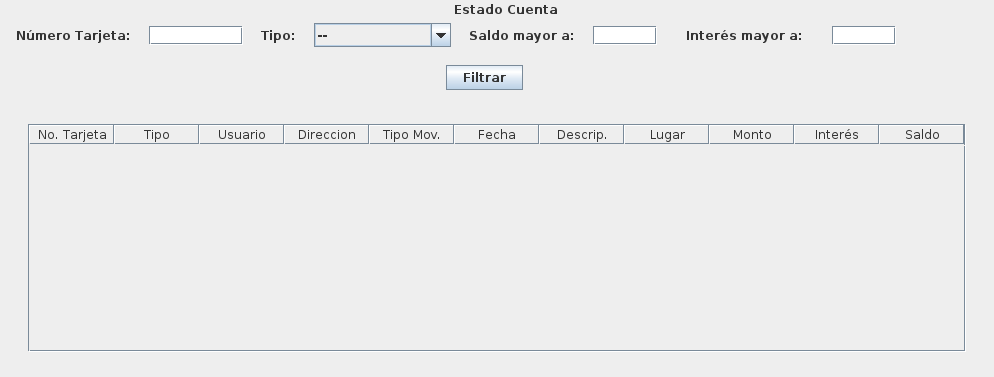 Estado Cuenta
Número Tarjeta: Tipo: -- Saldo mayor a: Interés mayor a:
Filtrar
No. Tarjeta Tipo Usuario Direccion Tipo Mov. Fecha Descrip. Lugar Monto Interés Saldo